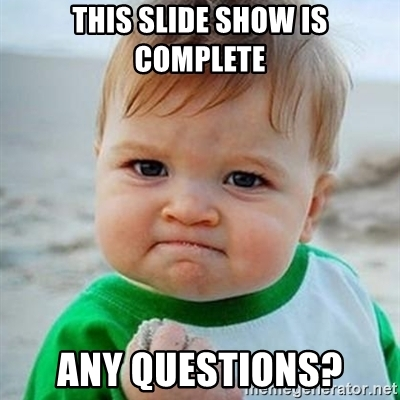 THIS SLIDE SHOW IS
COMPLETE
ANY QUESTIONS?
memegenerator.net